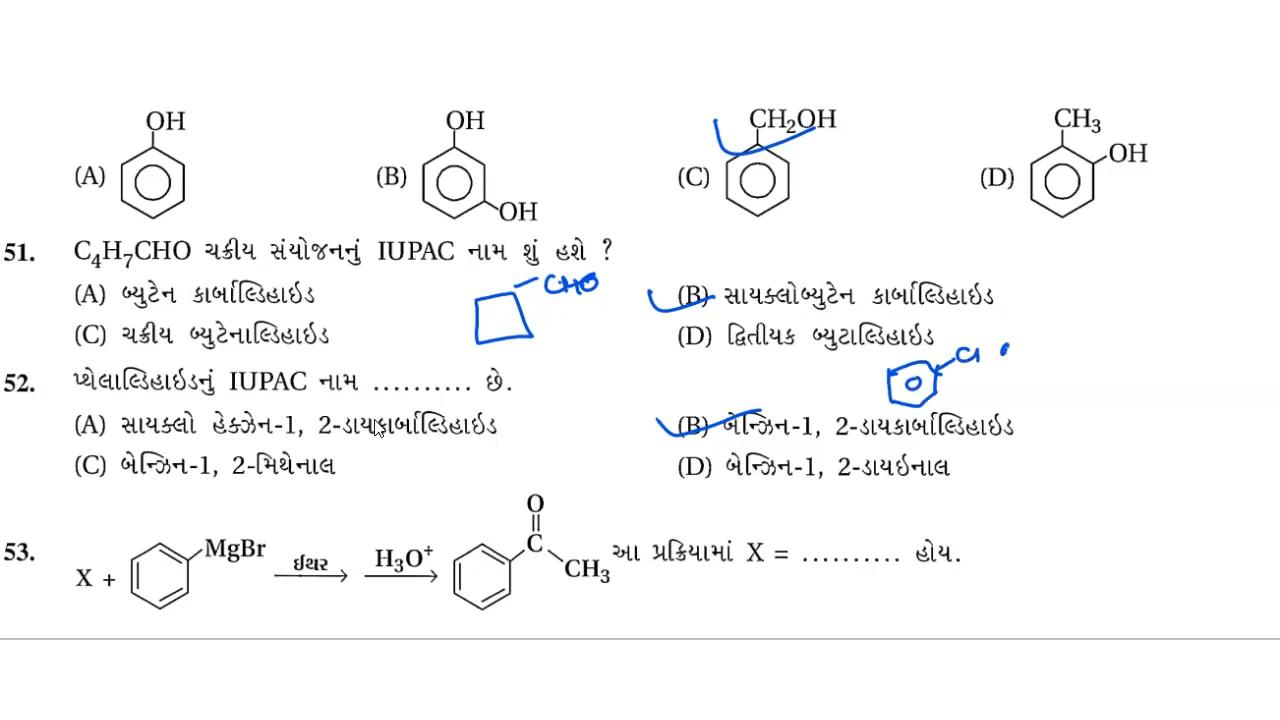 OH OH CH₂OH CH₃
OH
(A) (B) (C) (D)
OH
51. C₄H₇CHO ચક્રીય સંયોજનનું IUPAC નામ શું હશે ?
CHO
(A) બ્યુટેન કાર્બાલ્ડિહાઇડ (B) સાયક્લોબ્યુટેન કાર્બાલ્ડિહાઇડ
(C) ચક્રીય બ્યુટેનાલ્ડિહાઇડ (D) દ્વિતીયક બ્યુટાલ્ડિહાઇડ
52. પ્થેલાલ્ડિહાઇડનું IUPAC નામ .......... છે.
(A) સાયક્લો હેક્ઝેન-1, 2-ડાયકાર્બાલ્ડિહાઇડ (B) બેન્ઝિન-1, 2-ડાયકાર્બાલ્ડિહાઇડ
(C) બેન્ઝિન-1, 2-મિથેનાલ (D) બેન્ઝિન-1, 2-ડાયઇનાલ
O
53. X + MgBr ઈથર H₃O⁺ C CH₃ આ પ્રક્રિયામાં X = .......... હોય.